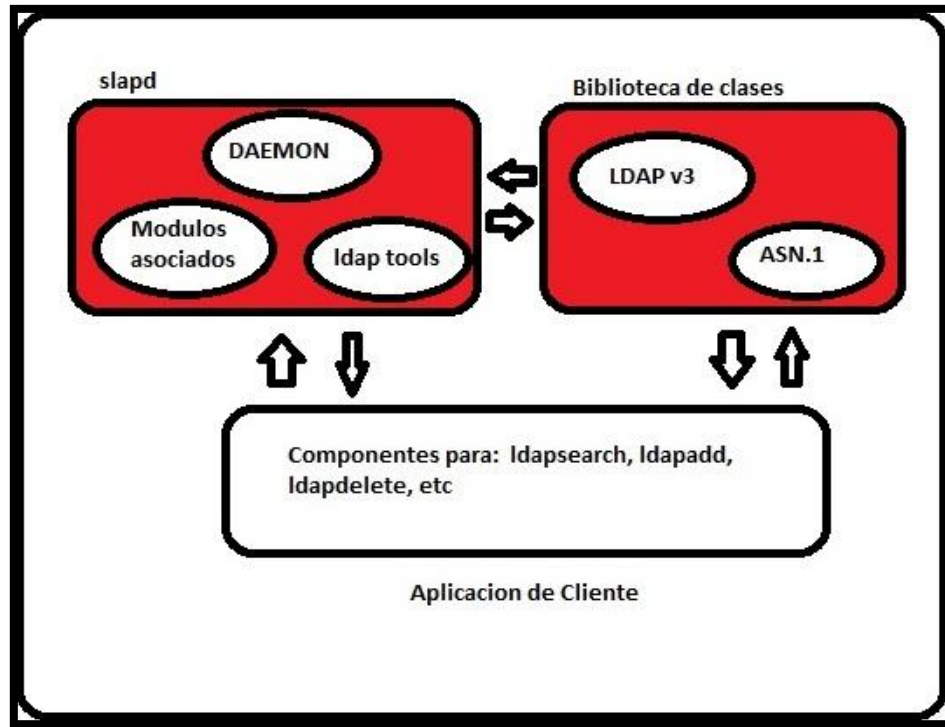 slapd
Biblioteca de clases
DAEMON
LDAP v3
Modulos
asociados
ldap tools
ASN.1
Componentes para: ldapsearch, ldapadd,
ldapdelete, etc
Aplicacion de Cliente